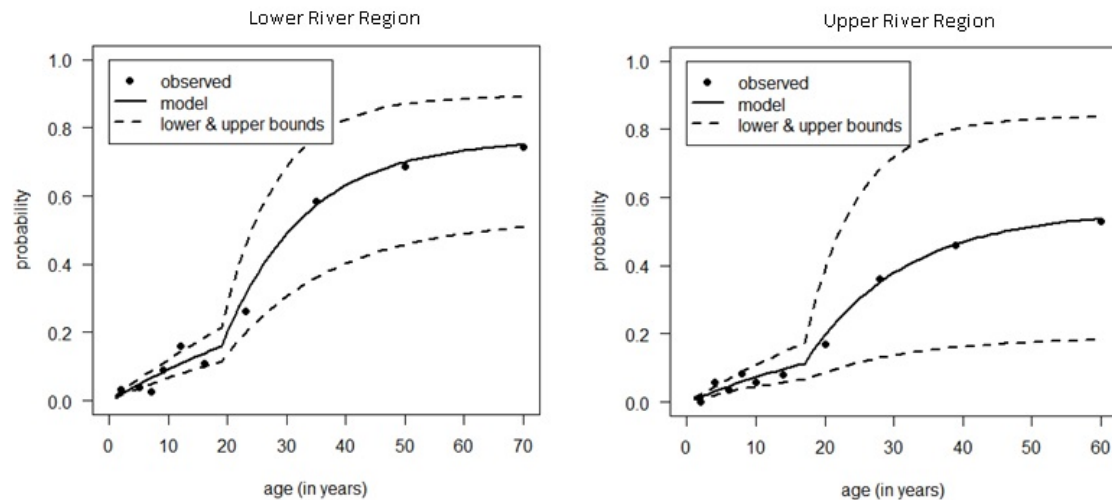 Lower River Region
1.0
0.8
0.6
0.4
0.2
0.0
probability
observed
model
lower & upper bounds
0 10 20 30 40 50 60 70
age (in years)
Upper River Region
1.0
0.8
0.6
0.4
0.2
0.0
probability
observed
model
lower & upper bounds
0 10 20 30 40 50 60
age (in years)